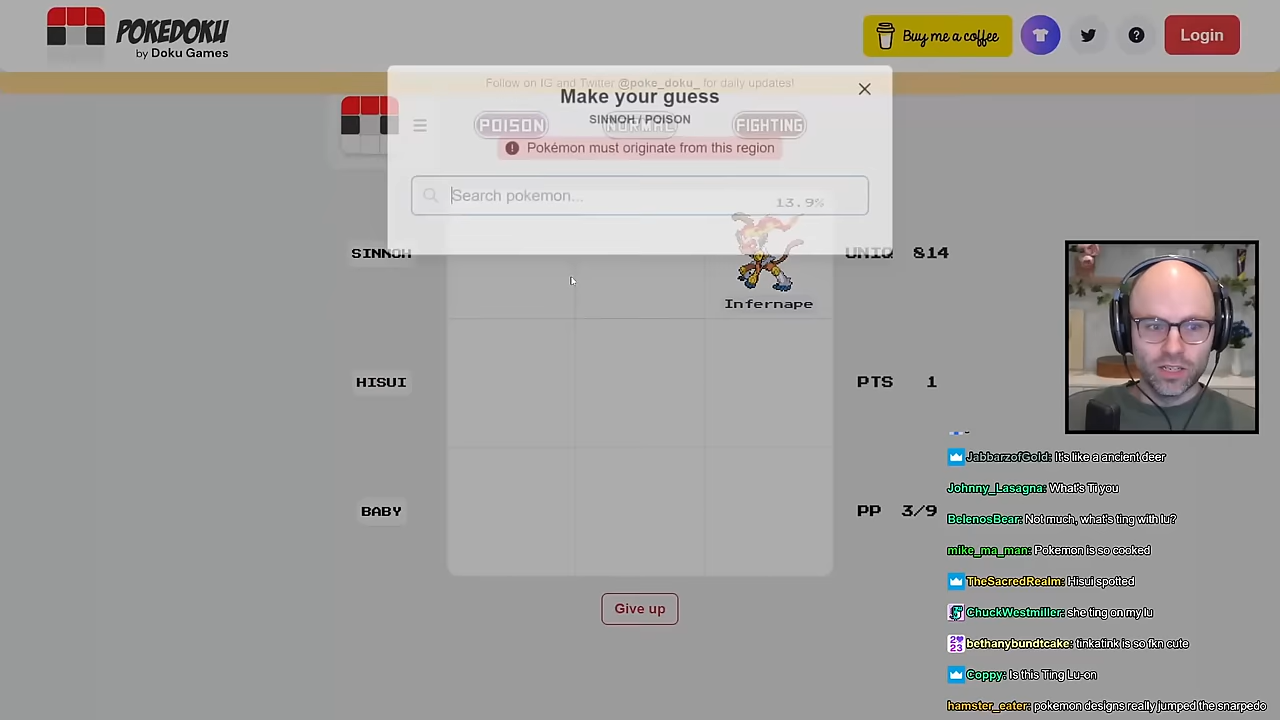 POKEDOKU
by Doku Games
Buy me a coffee
Login
Follow on IG and Twitter @poke_doku_ for daily updates!
Make your guess
SINNOH / POISON
POISON
NORMAL
FIGHTING
Pokémon must originate from this region
Search pokemon...
13.9%
SINNOH
Infernape
UNIQ 814
HISUI
PTS 1
BABY
PP 3/9
Give up
JabbarzofGold: It's like a ancient deer
Johnny_Lasagna: What's Ti you
BelenosBear: Not much, what's ting with lu?
mike_ma_man: Pokemon is so cooked
TheSacredRealm: Hisui spotted
ChuckWestmiller: she ting on my lu
bethanybundtcake: tinkatink is so fkn cute
Coppy: Is this Ting Lu-on
hamster_eater: pokemon designs really jumped the snarpedo